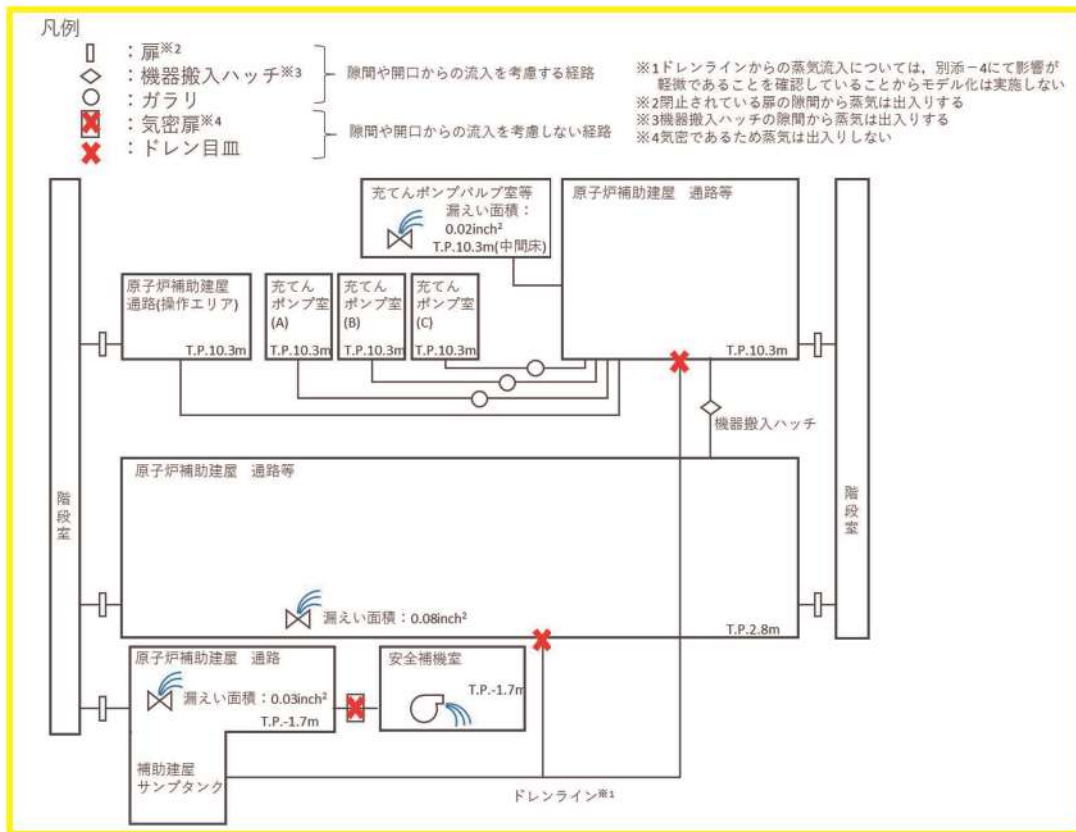 凡例
：扉※2
：機器搬入ハッチ※3
：ガラリ
：気密扉※4
：ドレン目皿
隙間や開口からの流入を考慮する経路
隙間や開口からの流入を考慮しない経路
※1ドレンラインからの蒸気流入については，別添－4にて影響が
軽微であることを確認していることからモデル化は実施しない
※2閉止されている扉の隙間から蒸気は出入りする
※3機器搬入ハッチの隙間から蒸気は出入りする
※4気密であるため蒸気は出入りしない
充てんポンプバルブ室等
漏えい面積：
0.02inch²
T.P.10.3m(中間床)
原子炉補助建屋　通路等
T.P.10.3m
原子炉補助建屋
通路(操作エリア)
T.P.10.3m
充てん
ポンプ室
(A)
T.P.10.3m
充てん
ポンプ室
(B)
T.P.10.3m
充てん
ポンプ室
(C)
T.P.10.3m
機器搬入ハッチ
階段室
原子炉補助建屋　通路等
漏えい面積：0.08inch²
T.P.2.8m
階段室
原子炉補助建屋　通路
漏えい面積：0.03inch²
T.P.-1.7m
安全補機室
T.P.-1.7m
補助建屋
サンプタンク
ドレンライン※1